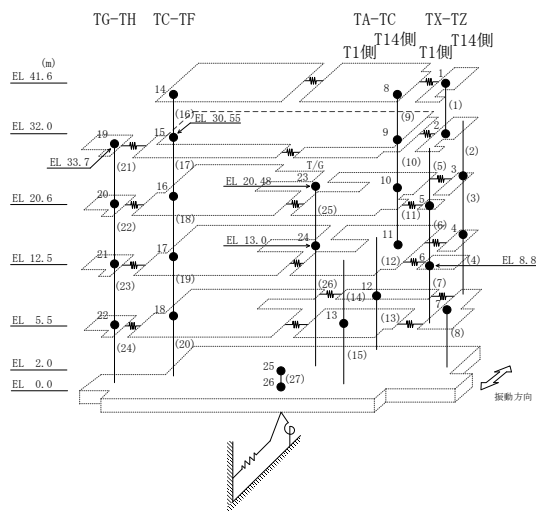 TG-TH TC-TF TA-TC TX-TZ
T1側 T14側 T1側 T14側
(m)
EL 41.6
14 8 1
(16) EL 30.55 (9) (1)
EL 32.0
19 15 9 2
EL 33.7 (21) (17) (10) (2)
T/G
EL 20.6
EL 20.48 23 10 (5) 3
20 16 (11) 5 (3)
(22) (18) (25)
EL 13.0 24 11 (6) 4
EL 12.5
21 17 (12) 6 (4) EL 8.8
(23) (19) (26) (14) 12 (7)
EL 5.5
22 18 13 (13) 7
(24) (20) (15) (8)
EL 2.0
25
EL 0.0
26 (27)
振動方向